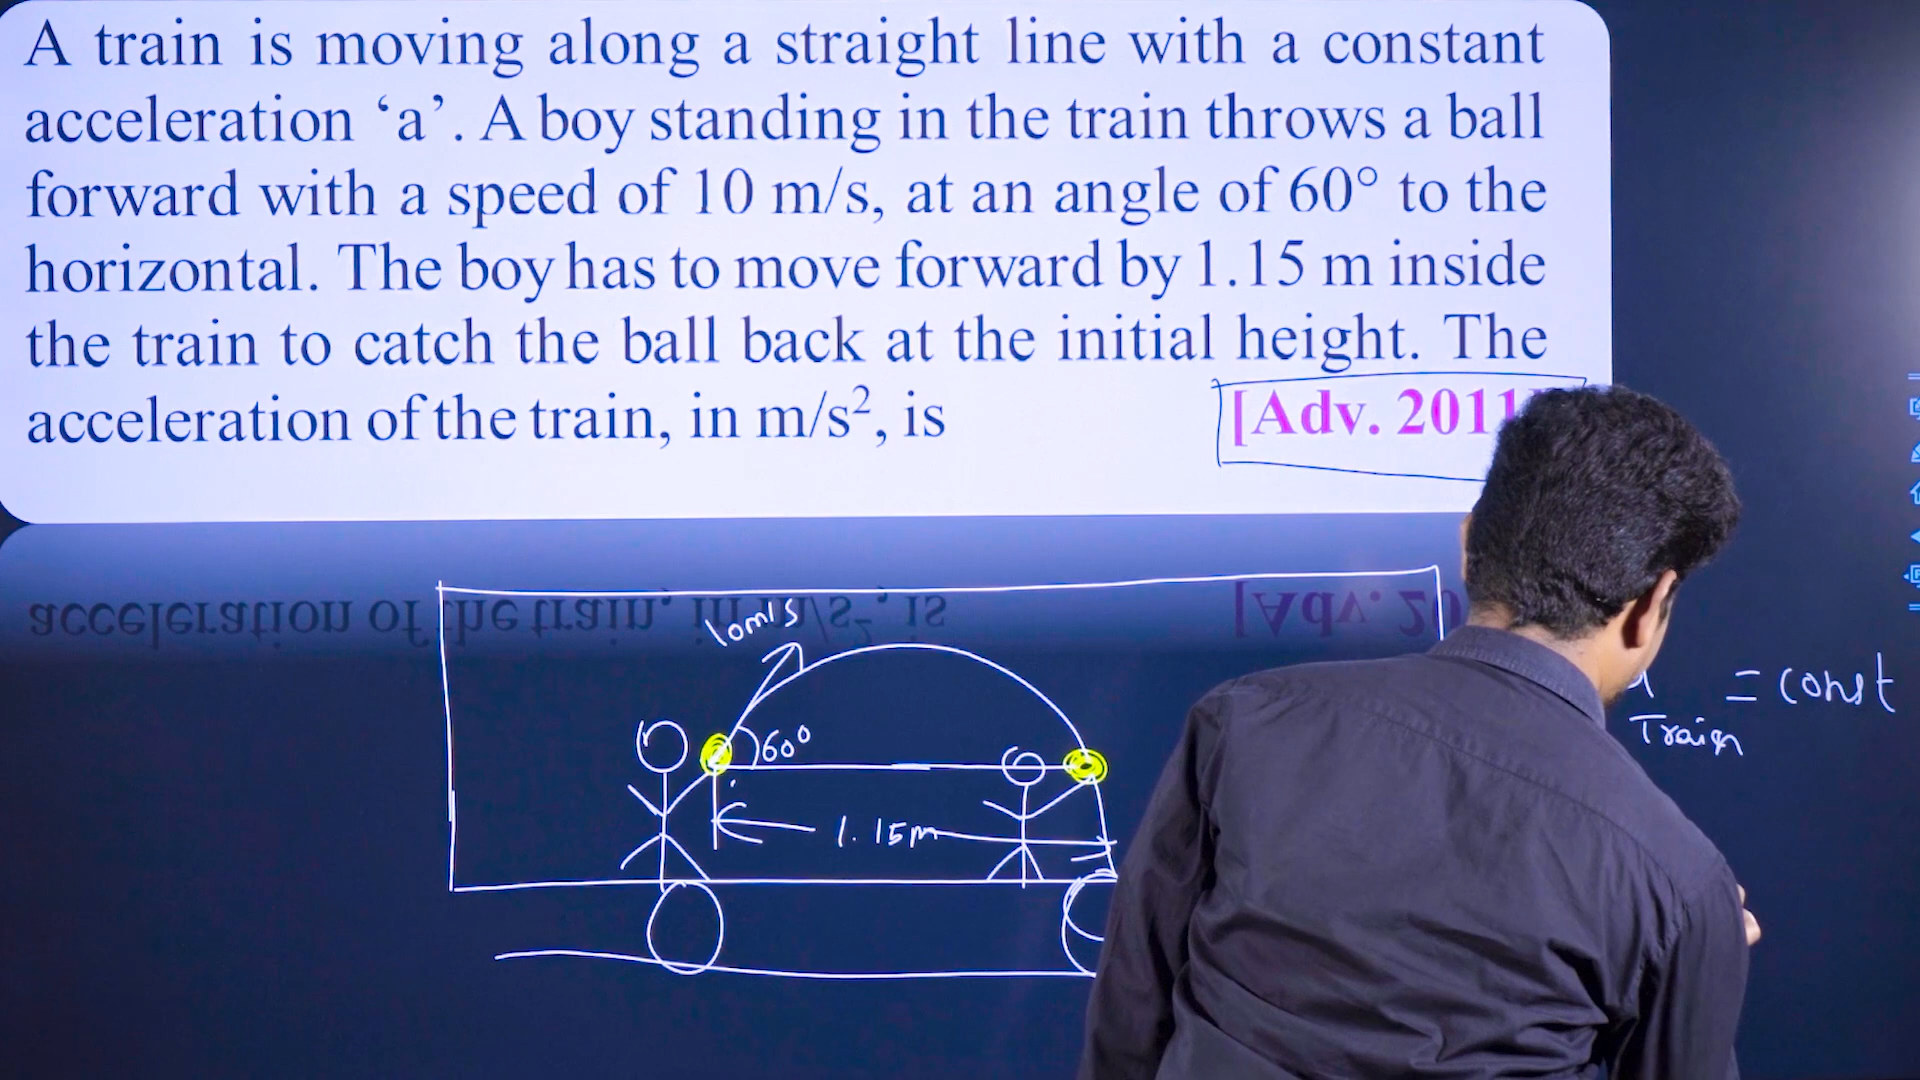 A train is moving along a straight line with a constant
acceleration ‘a’. A boy standing in the train throws a ball
forward with a speed of 10 m/s, at an angle of 60° to the
horizontal. The boy has to move forward by 1.15 m inside
the train to catch the ball back at the initial height. The
acceleration of the train, in m/s², is
[Adv. 2011
10m/s
60°
1.15m
= const
Train